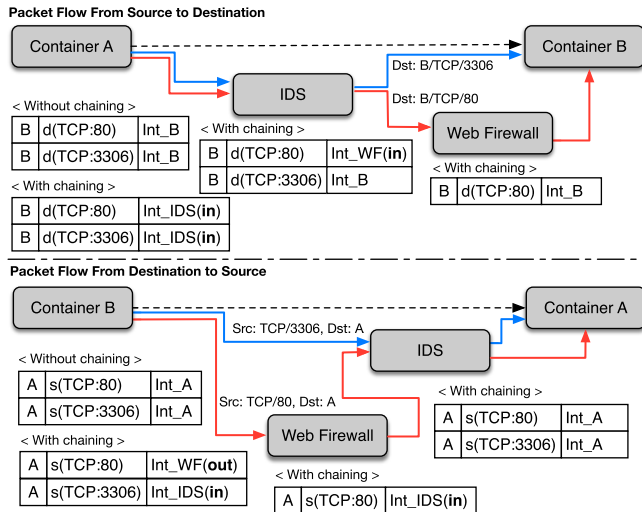 Packet Flow From Source to Destination
Container A
Container B
Dst: B/TCP/3306
IDS
Dst: B/TCP/80
Web Firewall
< Without chaining >
B d(TCP:80) Int_B
B d(TCP:3306) Int_B
< With chaining >
B d(TCP:80) Int_IDS(in)
B d(TCP:3306) Int_IDS(in)
< With chaining >
B d(TCP:80) Int_WF(in)
B d(TCP:3306) Int_B
< With chaining >
B d(TCP:80) Int_B
Packet Flow From Destination to Source
Container B
Container A
Src: TCP/3306, Dst: A
IDS
Src: TCP/80, Dst: A
Web Firewall
< Without chaining >
A s(TCP:80) Int_A
A s(TCP:3306) Int_A
< With chaining >
A s(TCP:80) Int_WF(out)
A s(TCP:3306) Int_IDS(in)
< With chaining >
A s(TCP:80) Int_IDS(in)
< With chaining >
A s(TCP:80) Int_A
A s(TCP:3306) Int_A